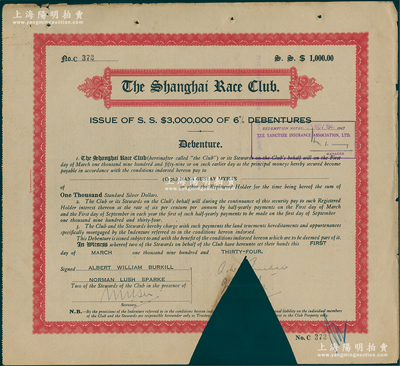 上海陽明拍賣
www.yangmingauction.com
No. C 372
S. S. $ 1,000.00
The Shanghai Race Club.
ISSUE OF S. S. $3,000,000 OF 6% DEBENTURES
Debenture.
REDEMPTION NOTED
THE SANCTUS INSURANCE ASSOCIATION, LTD.
MANAGER
1. The Shanghai Race Club (hereinafter called "the Club") or its Stewards on the Club's behalf will on the First
day of March one thousand nine hundred and fifty-nine or on such earlier day as the principal moneys hereby secured become
payable in accordance with the conditions indorsed hereon pay to
of or other the Registered Holder for the time being hereof the sum of
One Thousand Standard Silver Dollars.
2. The Club or its Stewards on the Club's behalf will during the continuance of this security pay to such Registered
Holder interest thereon at the rate of six per centum per annum by half-yearly payments on the First day of March
and the First day of September in each year the first of such half-yearly payments to be made on the first day of September
one thousand nine hundred and thirty-four.
3. The Club and the Stewards hereby charge with such payments the land tenements hereditaments and appurtenances
specifically mortgaged by the Indenture referred to in the conditions indorsed hereon.
This Debenture is issued subject to and with the benefit of the conditions indorsed hereon which are to be deemed part of it.
In Witness whereof two Stewards on behalf of the Club have hereunto set their hands this FIRST
day of MARCH one thousand nine hundred and THIRTY-FOUR.
Signed ALBERT WILLIAM BURKILL
NORMAN LUSH SPARKE
Two of the Stewards of the Club in the presence of
Secretary.
No. C 372